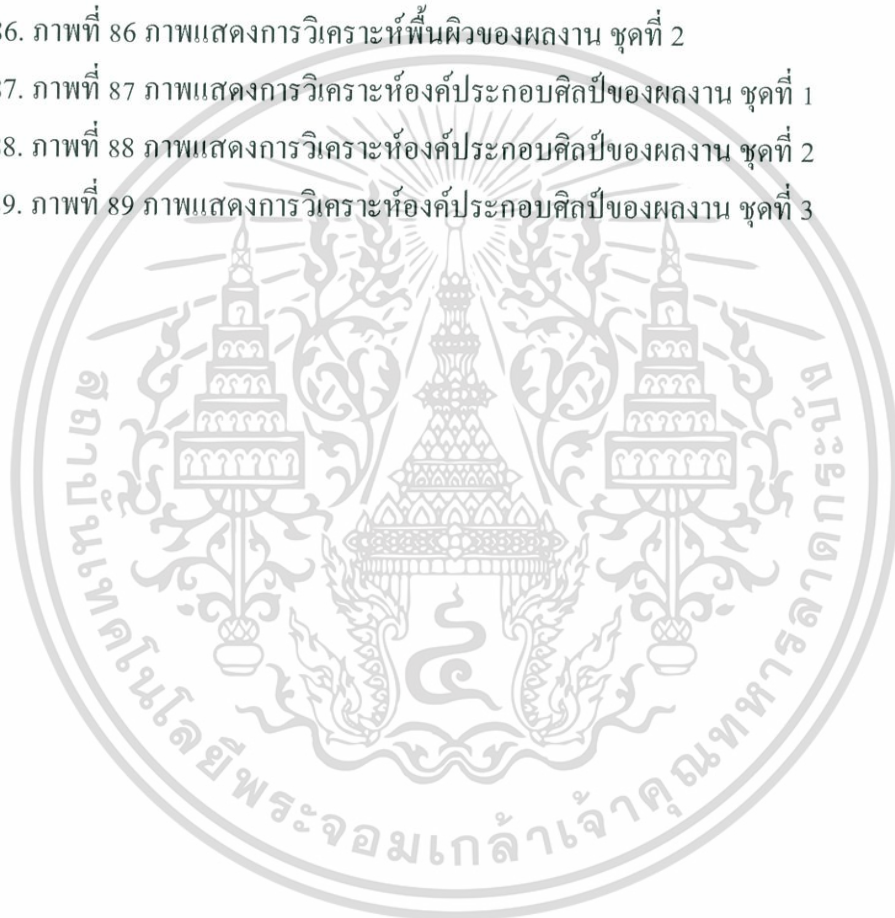 86. ภาพที่ 86 ภาพแสดงการวิเคราะห์พื้นผิวของผลงาน ชุดที่ 2
87. ภาพที่ 87 ภาพแสดงการวิเคราะห์องค์ประกอบศิลป์ของผลงาน ชุดที่ 1
88. ภาพที่ 88 ภาพแสดงการวิเคราะห์องค์ประกอบศิลป์ของผลงาน ชุดที่ 2
89. ภาพที่ 89 ภาพแสดงการวิเคราะห์องค์ประกอบศิลป์ของผลงาน ชุดที่ 3
สถาบันเทคโนโลยีพระจอมเกล้าเจ้าคุณทหารลาดกระบัง
๔